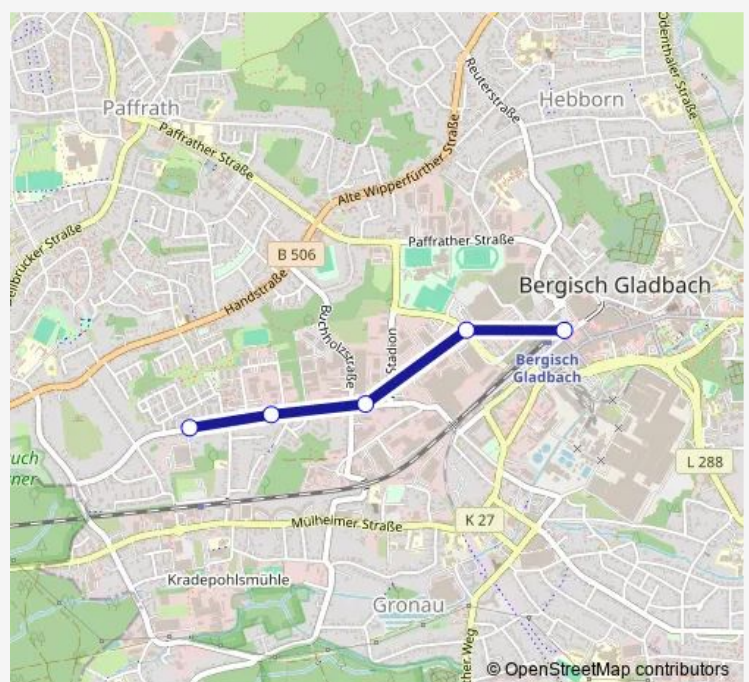 Odenthaler Straße
Reuterstraße
Hebborn
Paffrath
Paffrather Straße
Alte Wipperfürther Straße
Paffrather Straße
B 506
Handstraße
Bergisch Gladbach
Buchholzstraße
Stadion
Bergisch
Gladbach
L 288
K 27
Mülheimer Straße
Kradepohlsmühle
Gronau
© OpenStreetMap contributors